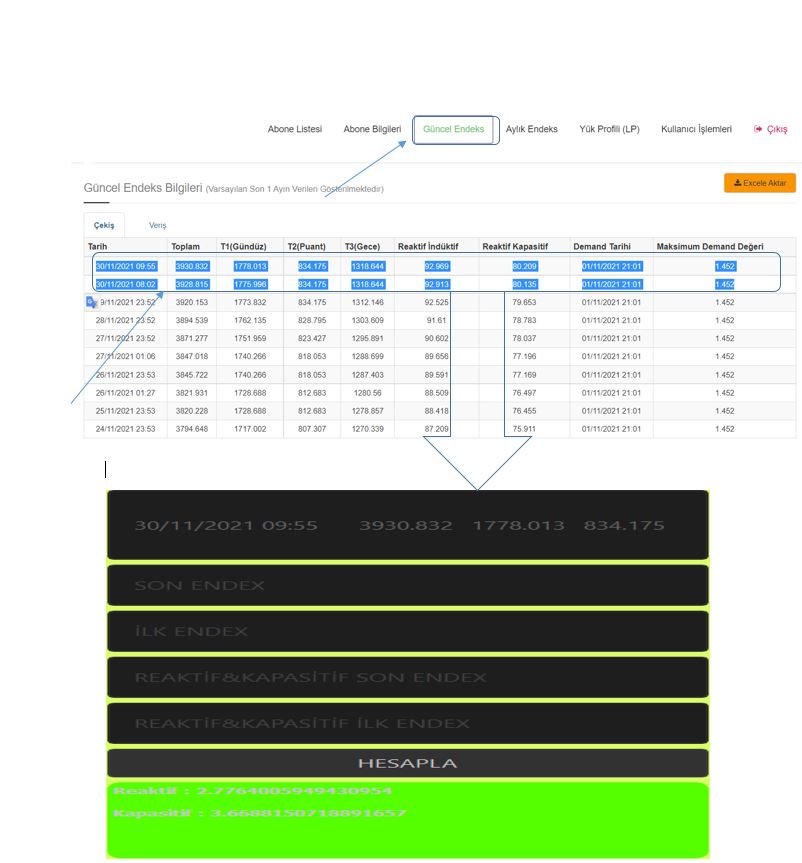 Abone Listesi Abone Bilgileri Güncel Endeks Aylık Endeks Yük Profili (LP) Kullanıcı İşlemleri Çıkış
Güncel Endeks Bilgileri (Varsayılan Son 1 Ayın Verileri Gösterilmektedir) Excele Aktar
Çekiş Veriş
Tarih Toplam T1(Gündüz) T2(Puant) T3(Gece) Reaktif İndüktif Reaktif Kapasitif Demand Tarihi Maksimum Demand Değeri
30/11/2021 09:55 3930.832 1778.013 834.175 1318.644 92.969 80.209 01/11/2021 21:01 1.452
30/11/2021 08:02 3928.815 1775.996 834.175 1318.644 92.913 80.135 01/11/2021 21:01 1.452
9/11/2021 23:52 3920.153 1773.832 834.175 1312.146 92.525 79.653 01/11/2021 21:01 1.452
28/11/2021 23:52 3894.539 1762.135 828.795 1303.609 91.61 78.783 01/11/2021 21:01 1.452
27/11/2021 23:52 3871.277 1751.959 823.427 1295.891 90.602 78.037 01/11/2021 21:01 1.452
27/11/2021 01:06 3847.018 1740.266 818.053 1288.699 89.656 77.196 01/11/2021 21:01 1.452
26/11/2021 23:53 3845.722 1740.266 818.053 1287.403 89.591 77.169 01/11/2021 21:01 1.452
26/11/2021 01:27 3821.931 1728.688 812.683 1280.56 88.509 76.497 01/11/2021 21:01 1.452
25/11/2021 23:53 3820.228 1728.688 812.683 1278.857 88.418 76.455 01/11/2021 21:01 1.452
24/11/2021 23:53 3794.648 1717.002 807.307 1270.339 87.209 75.911 01/11/2021 21:01 1.452
30/11/2021 09:55 3930.832 1778.013 834.175
SON ENDEX
İLK ENDEX
REAKTİF&KAPASİTİF SON ENDEX
REAKTİF&KAPASİTİF İLK ENDEX
HESAPLA
Reaktif : 2.7764005949430954
Kapasitif : 3.6688150718891657